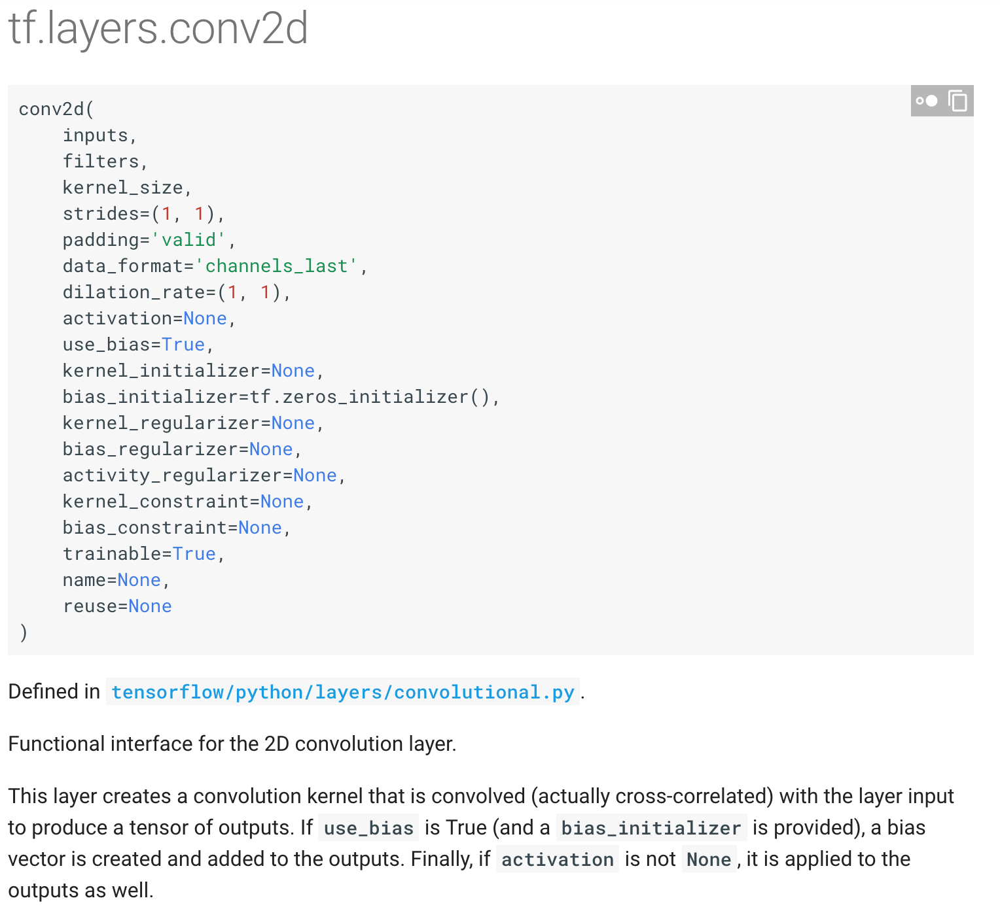 tf.layers.conv2d
conv2d(
    inputs,
    filters,
    kernel_size,
    strides=(1, 1),
    padding='valid',
    data_format='channels_last',
    dilation_rate=(1, 1),
    activation=None,
    use_bias=True,
    kernel_initializer=None,
    bias_initializer=tf.zeros_initializer(),
    kernel_regularizer=None,
    bias_regularizer=None,
    activity_regularizer=None,
    kernel_constraint=None,
    bias_constraint=None,
    trainable=True,
    name=None,
    reuse=None
)
Defined in tensorflow/python/layers/convolutional.py.
Functional interface for the 2D convolution layer.
This layer creates a convolution kernel that is convolved (actually cross-correlated) with the layer input
to produce a tensor of outputs. If use_bias is True (and a bias_initializer is provided), a bias
vector is created and added to the outputs. Finally, if activation is not None, it is applied to the
outputs as well.